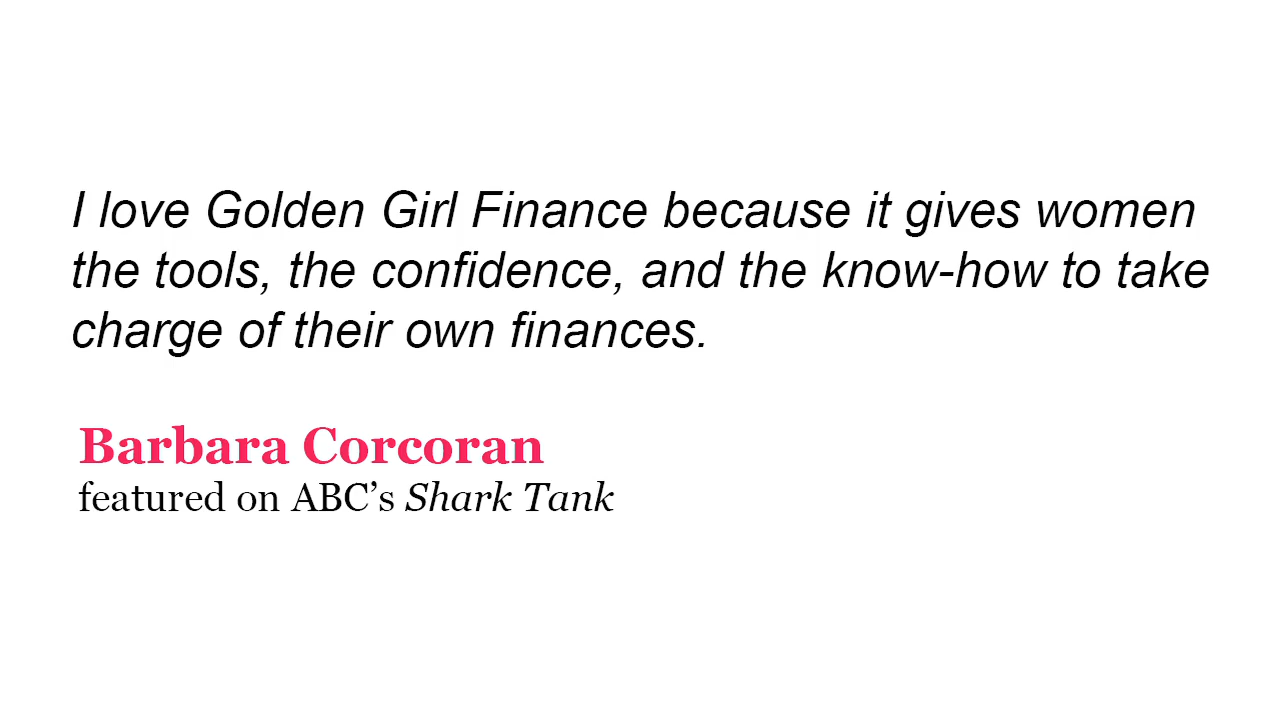 I love Golden Girl Finance because it gives women
the tools, the confidence, and the know-how to take
charge of their own finances.
Barbara Corcoran
featured on ABC’s Shark Tank